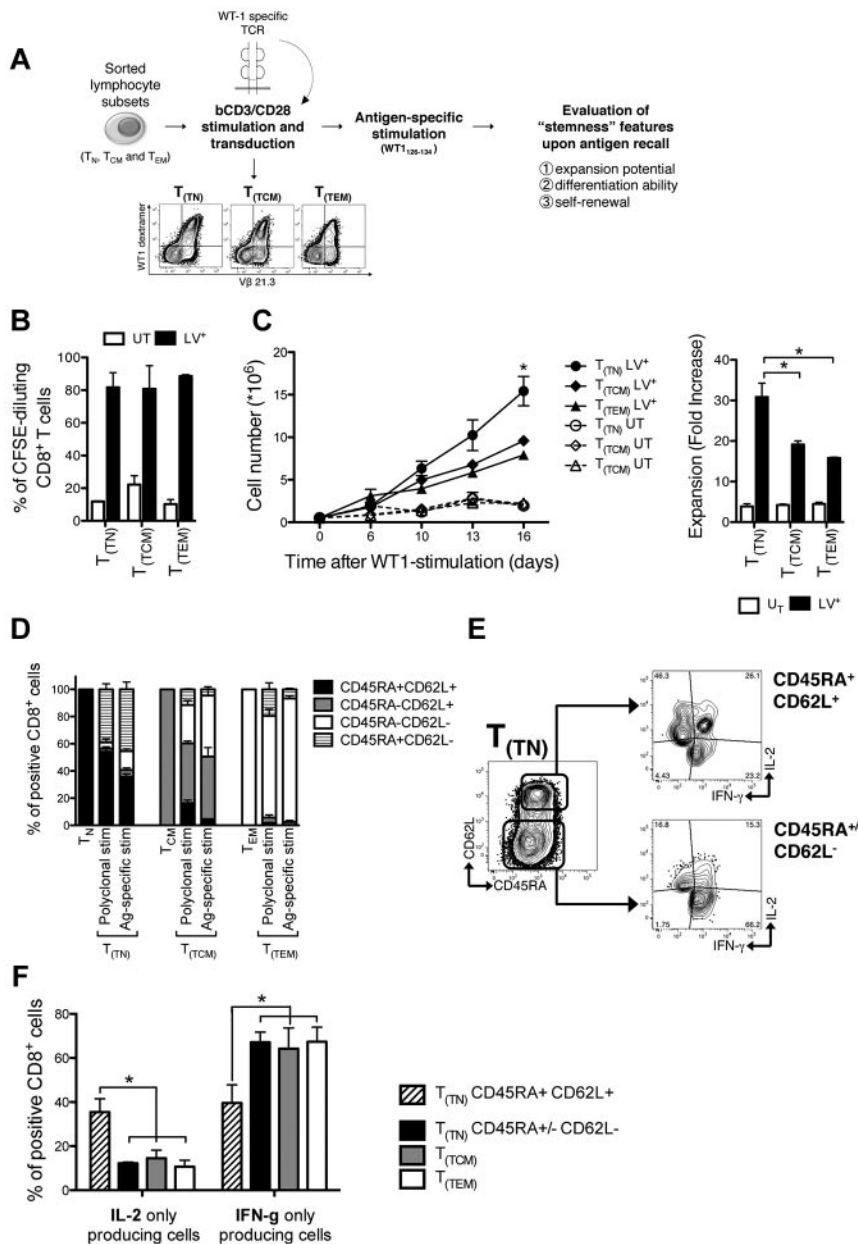 A
WT-1 specific
TCR
Sorted
lymphocyte
subsets
(TN, TCM and TEM)
bCD3/CD28
stimulation and
transduction
Antigen-specific
stimulation
(WT1126-134)
Evaluation of
"stemness" features
upon antigen recall
① expansion potential
② differentiation ability
③ self-renewal
T(TN)
T(TCM)
T(TEM)
WT1 dextramer
Vβ 21.3
B
UT
LV+
% of CFSE-diluting
CD8+ T cells
100
80
60
40
20
0
T(TN)
T(TCM)
T(TEM)
C
Cell number (*10^6)
20
15
10
5
0
*
0 6 10 13 16
Time after WT1-stimulation (days)
T(TN) LV+
T(TCM) LV+
T(TEM) LV+
T(TN) UT
T(TCM) UT
T(TCM) UT
Expansion (Fold Increase)
40
30
20
10
0
*
*
T(TN)
T(TCM)
T(TEM)
UT
LV+
D
% of positive CD8+ cells
100
80
60
40
20
0
TN
Polyclonal stim
Ag-specific stim
T(TN)
TCM
Polyclonal stim
Ag-specific stim
T(TCM)
TEM
Polyclonal stim
Ag-specific stim
T(TEM)
CD45RA+CD62L+
CD45RA-CD62L+
CD45RA-CD62L-
CD45RA+CD62L-
E
T(TN)
CD62L
CD45RA
46.3
26.1
4.43
23.2
IL-2
IFN-γ
CD45RA+
CD62L+
16.8
15.3
1.75
66.2
IL-2
IFN-γ
CD45RA+/
CD62L-
F
% of positive CD8+ cells
80
60
40
20
0
*
*
IL-2 only
producing cells
IFN-g only
producing cells
T(TN) CD45RA+ CD62L+
T(TN) CD45RA+/- CD62L-
T(TCM)
T(TEM)